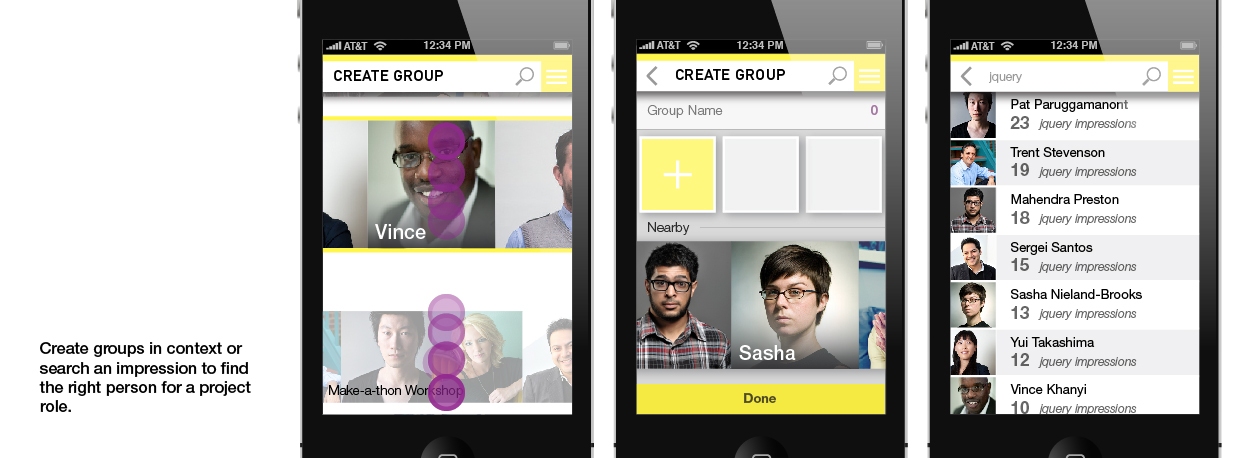 Create groups in context or
search an impression to find
the right person for a project
role.
AT&T 12:34 PM
CREATE GROUP
Vince
Make-a-thon Workshop
AT&T 12:34 PM
CREATE GROUP
Group Name 0
Nearby
Sasha
Done
AT&T 12:34 PM
jquery
Pat Paruggamanont
23 jquery impressions
Trent Stevenson
19 jquery impressions
Mahendra Preston
18 jquery impressions
Sergei Santos
15 jquery impressions
Sasha Nieland-Brooks
13 jquery impressions
Yui Takashima
12 jquery impressions
Vince Khanyi
10 jquery impressions